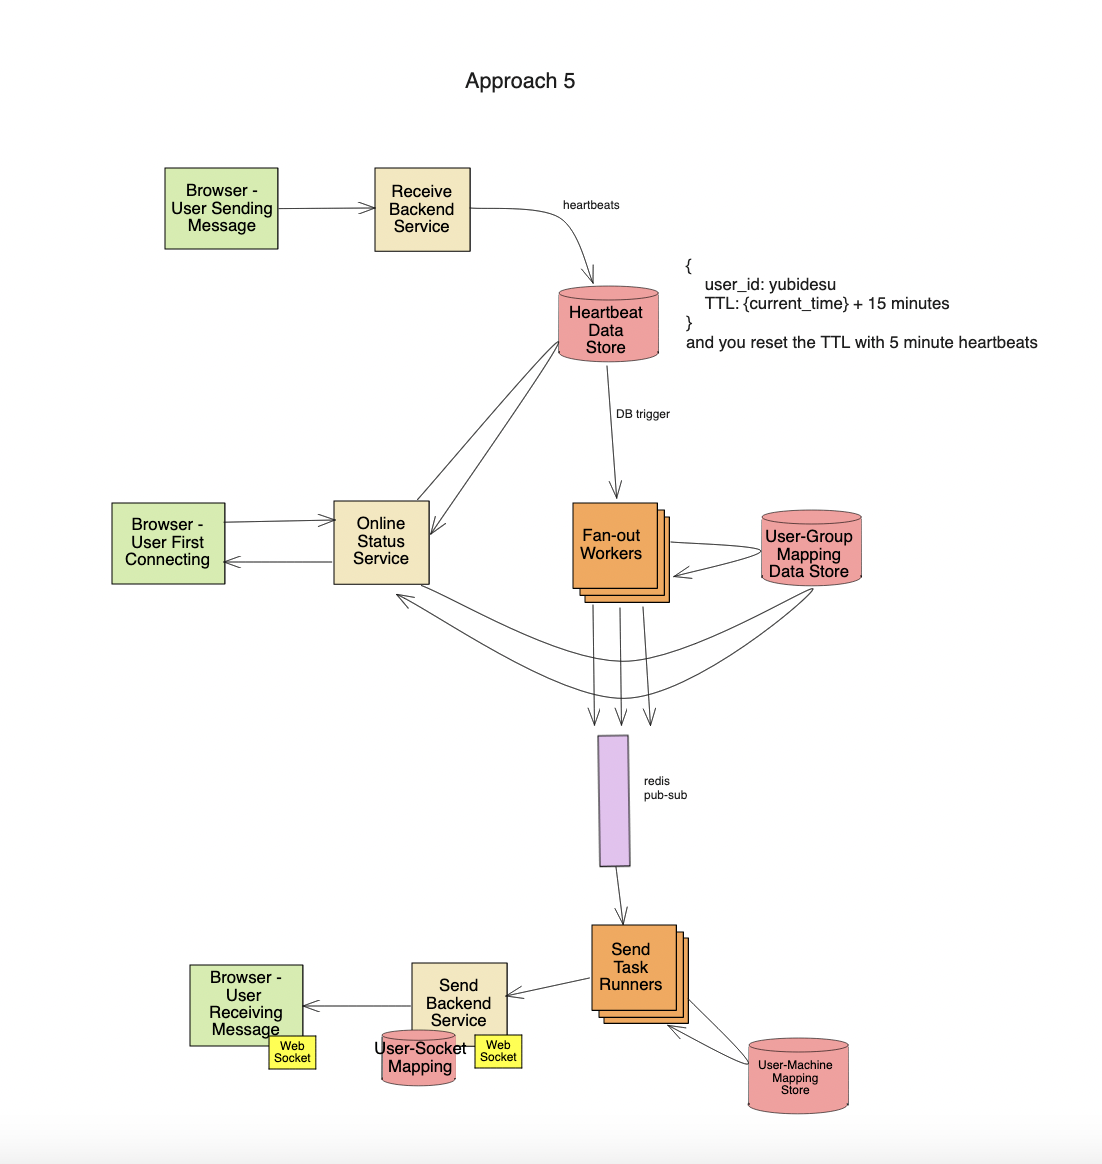 Approach 5
Browser -
User Sending
Message
Receive
Backend
Service
heartbeats
{
user_id: yubidesu
TTL: {current_time} + 15 minutes
}
and you reset the TTL with 5 minute heartbeats
Heartbeat
Data
Store
DB trigger
Browser -
User First
Connecting
Online
Status
Service
Fan-out
Workers
User-Group
Mapping
Data Store
redis
pub-sub
Send
Task
Runners
Browser -
User
Receiving
Message
Web
Socket
Send
Backend
Service
User-Socket
Mapping
Web
Socket
User-Machine
Mapping
Store